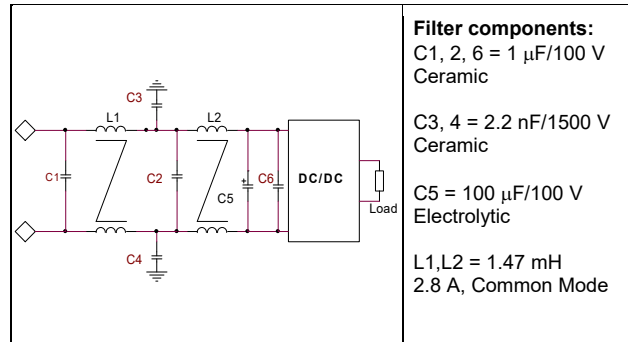 C3
L1
L2
C1
C2
C5
C6
+
DC/DC
Load
C4
Filter components:
C1, 2, 6 = 1 μF/100 V
Ceramic
C3, 4 = 2.2 nF/1500 V
Ceramic
C5 = 100 μF/100 V
Electrolytic
L1,L2 = 1.47 mH
2.8 A, Common Mode